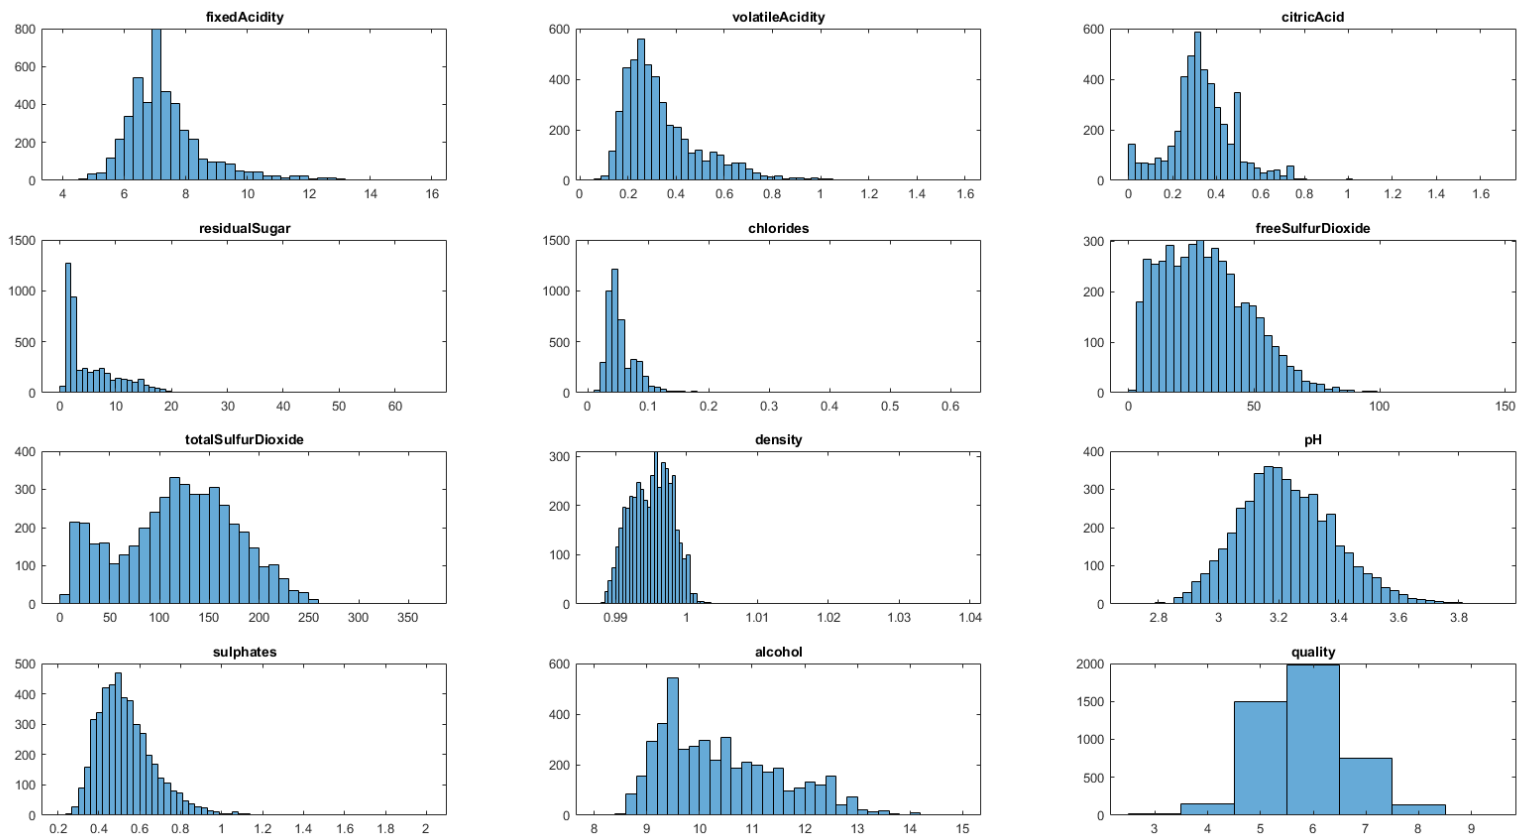 fixedAcidity
800
600
400
200
0
4 6 8 10 12 14 16
volatileAcidity
600
400
200
0
0 0.2 0.4 0.6 0.8 1 1.2 1.4 1.6
citricAcid
600
400
200
0
0 0.2 0.4 0.6 0.8 1 1.2 1.4 1.6
residualSugar
1500
1000
500
0
0 10 20 30 40 50 60
chlorides
1500
1000
500
0
0 0.1 0.2 0.3 0.4 0.5 0.6
freeSulfurDioxide
300
200
100
0
0 50 100 150
totalSulfurDioxide
400
300
200
100
0
0 50 100 150 200 250 300 350
density
300
200
100
0
0.99 1 1.01 1.02 1.03 1.04
pH
400
300
200
100
0
2.8 3 3.2 3.4 3.6 3.8
sulphates
500
400
300
200
100
0
0.2 0.4 0.6 0.8 1 1.2 1.4 1.6 1.8 2
alcohol
600
400
200
0
8 9 10 11 12 13 14 15
quality
2000
1500
1000
500
0
3 4 5 6 7 8 9